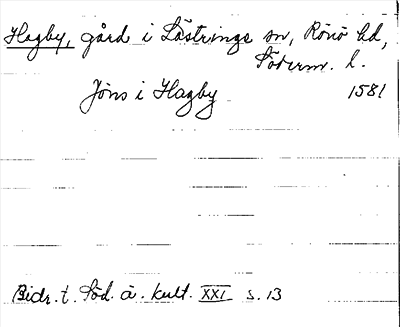 Hagby, gård i Lästringe sn, Rönö hd,
Söderm. l.
Jöns i Hagby 1581
Bidr. t. Söd. ä. kult. XXI s. 13